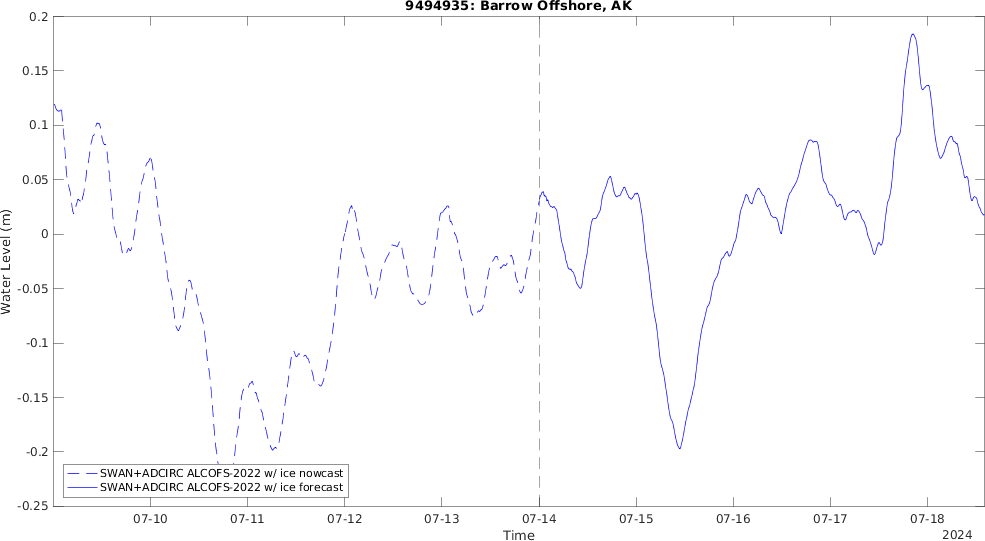 9494935: Barrow Offshore, AK
Water Level (m)
0.2
0.15
0.1
0.05
0
-0.05
-0.1
-0.15
-0.2
-0.25
SWAN+ADCIRC ALCOFS-2022 w/ ice nowcast
SWAN+ADCIRC ALCOFS-2022 w/ ice forecast
07-10 07-11 07-12 07-13 07-14 07-15 07-16 07-17 07-18
Time
2024